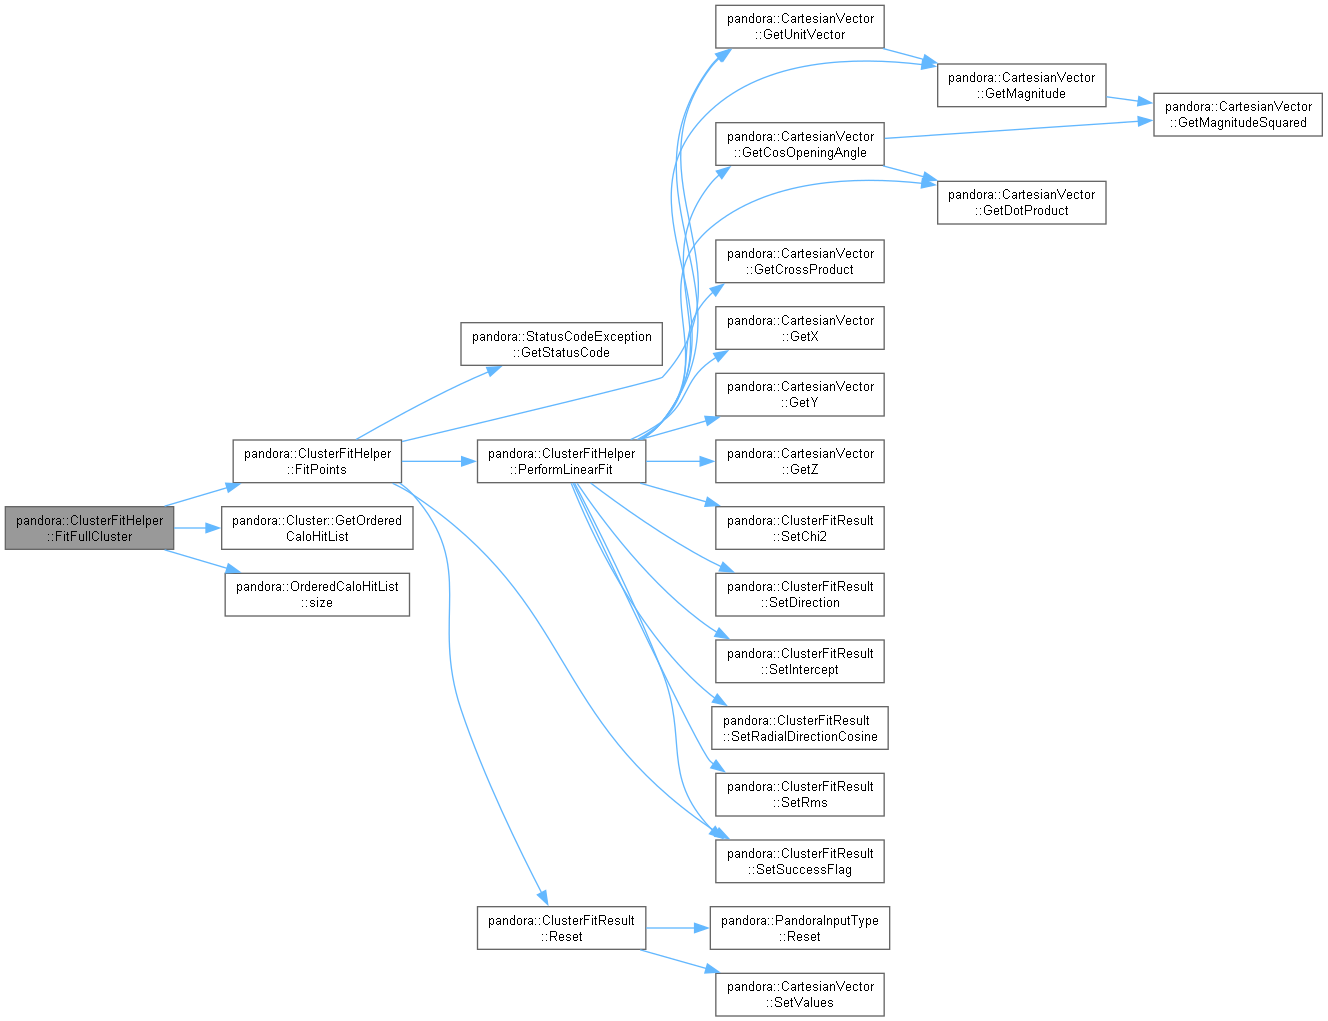 pandora::CartesianVector
::GetUnitVector
pandora::CartesianVector
::GetMagnitude
pandora::CartesianVector
::GetMagnitudeSquared
pandora::CartesianVector
::GetCosOpeningAngle
pandora::CartesianVector
::GetDotProduct
pandora::CartesianVector
::GetCrossProduct
pandora::CartesianVector
::GetX
pandora::StatusCodeException
::GetStatusCode
pandora::CartesianVector
::GetY
pandora::ClusterFitHelper
::FitPoints
pandora::ClusterFitHelper
::PerformLinearFit
pandora::CartesianVector
::GetZ
pandora::ClusterFitHelper
::FitFullCluster
pandora::Cluster::GetOrdered
CaloHitList
pandora::ClusterFitResult
::SetChi2
pandora::OrderedCaloHitList
::size
pandora::ClusterFitResult
::SetDirection
pandora::ClusterFitResult
::SetIntercept
pandora::ClusterFitResult
::SetRadialDirectionCosine
pandora::ClusterFitResult
::SetRms
pandora::ClusterFitResult
::SetSuccessFlag
pandora::ClusterFitResult
::Reset
pandora::PandoraInputType
::Reset
pandora::CartesianVector
::SetValues